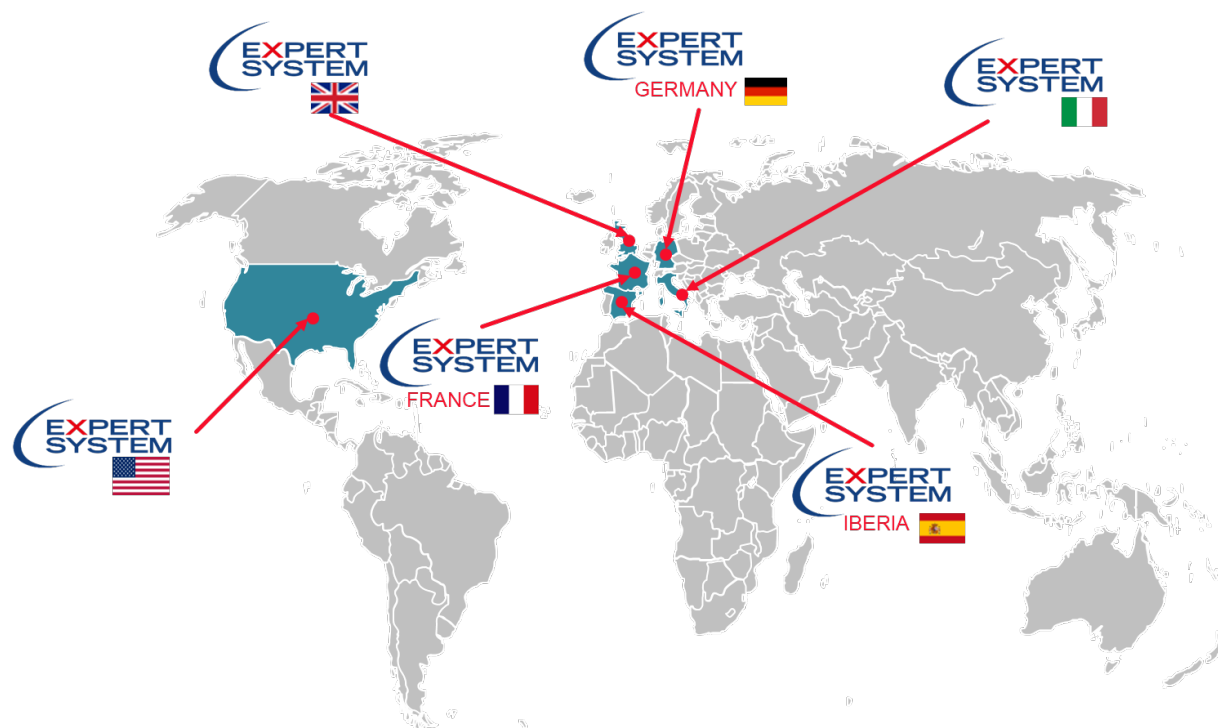 EXPERT
SYSTEM
EXPERT
SYSTEM
GERMANY
EXPERT
SYSTEM
EXPERT
SYSTEM
FRANCE
EXPERT
SYSTEM
EXPERT
SYSTEM
IBERIA